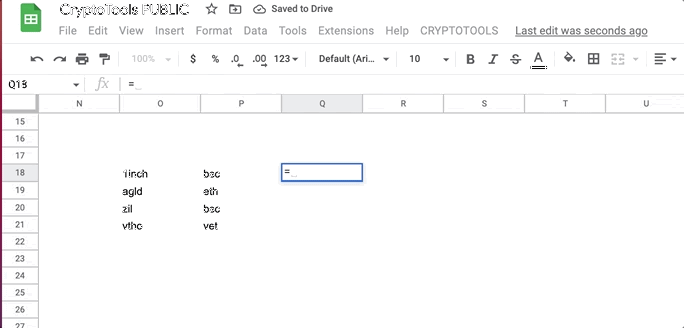 CryptoTools PUBLIC Saved to Drive
File Edit View Insert Format Data Tools Extensions Help CRYPTOTOOLS Last edit was seconds ago
100% $ % .0 .00 123 Default (Ari... 10 B I S A
fx =
N O P Q R S T U
15
16
17
18 1inch bsc =
19 agld eth
20 zil bsc
21 vtho vet
22
23
24
25
26
27